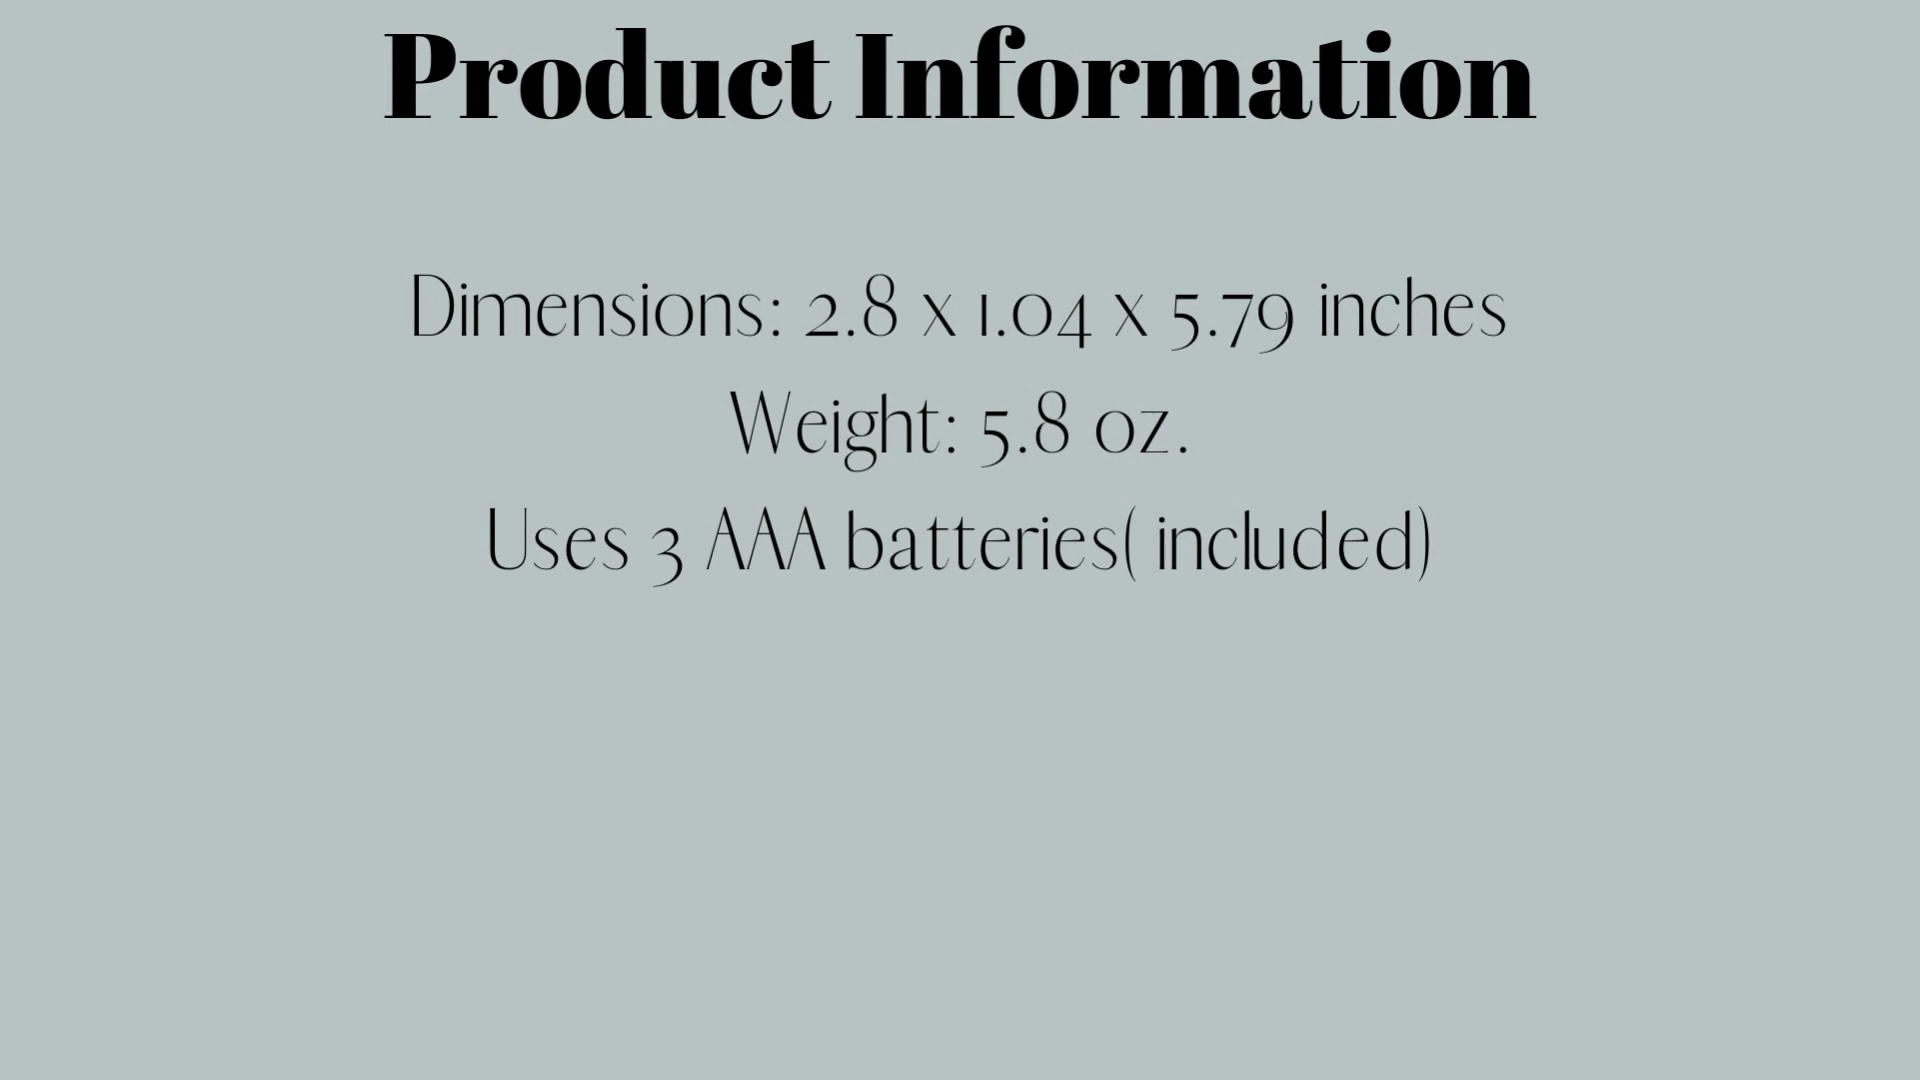 Product Information
Dimensions: 2.8 x 1.04 x 5.79 inches
Weight: 5.8 oz.
Uses 3 AAA batteries( included)